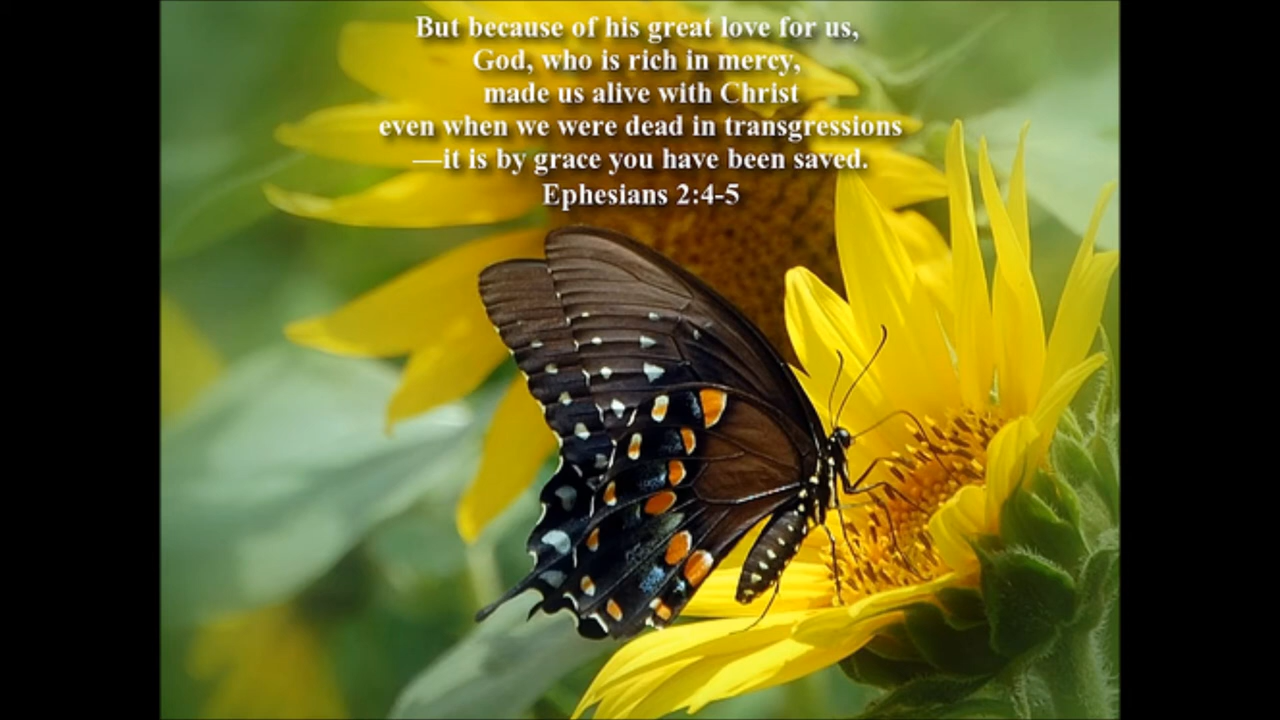 But because of his great love for us,
God, who is rich in mercy,
made us alive with Christ
even when we were dead in transgressions
—it is by grace you have been saved.
Ephesians 2:4-5